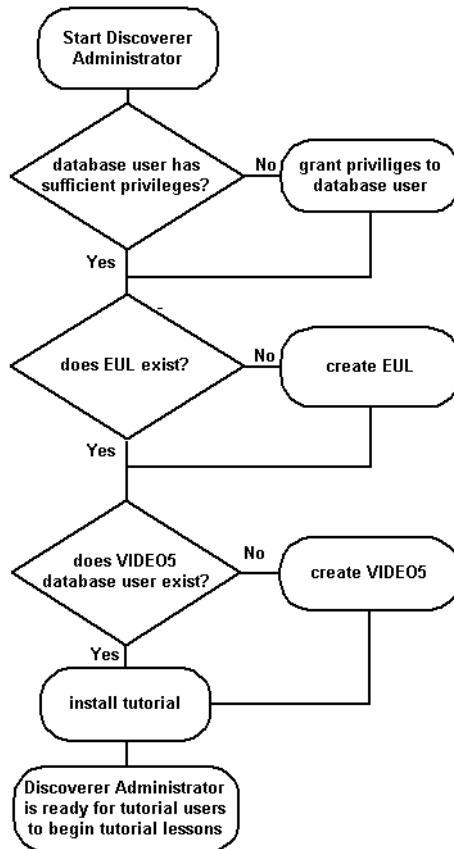 Start Discoverer
Administrator
database user has
sufficient privileges?
No
grant priviliges to
database user
Yes
does EUL exist?
No
create EUL
Yes
does VIDEO5
database user exist?
No
create VIDEO5
Yes
install tutorial
Discoverer Administrator
is ready for tutorial users
to begin tutorial lessons